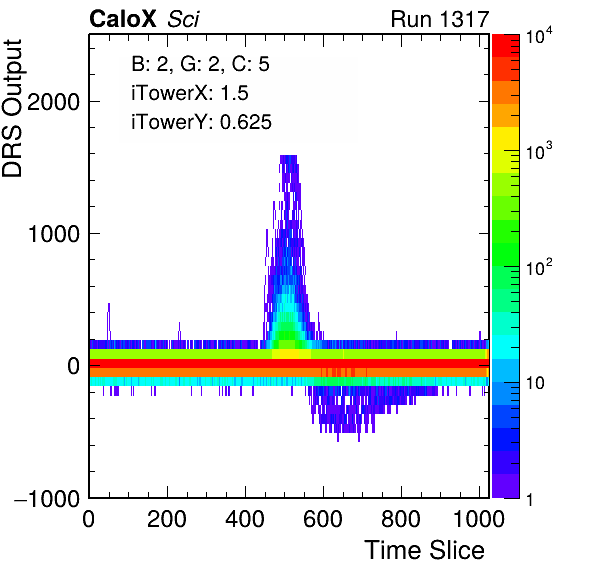 CaloX Sci Run 1317
B: 2, G: 2, C: 5
iTowerX: 1.5
iTowerY: 0.625
DRS Output
2000
1000
0
−1000
0 200 400 600 800 1000
Time Slice
10^4
10^3
10^2
10
1